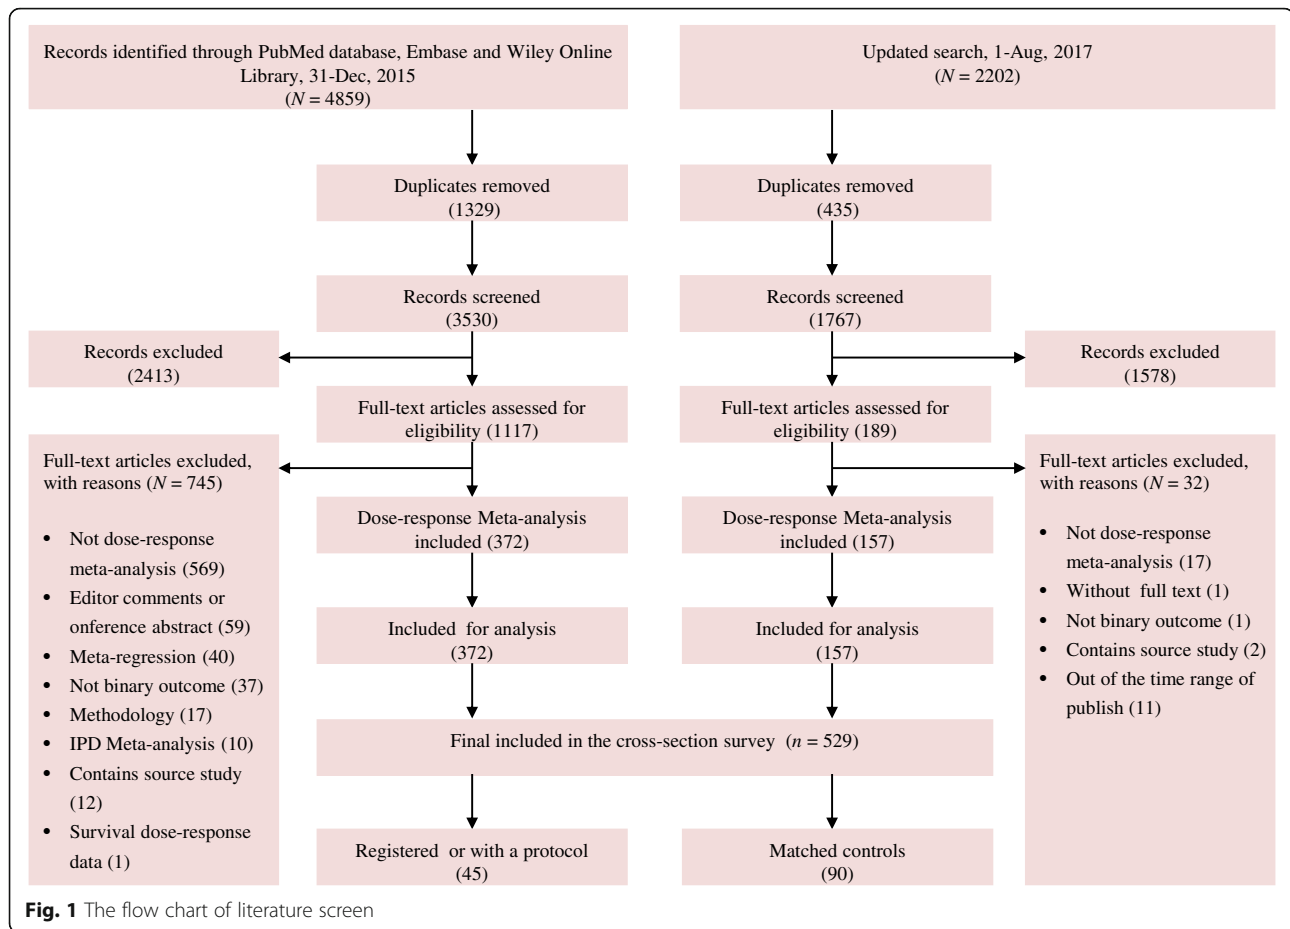 Records identified through PubMed database, Embase and Wiley Online
Library, 31-Dec, 2015
(N = 4859)
Updated search, 1-Aug, 2017
(N = 2202)
Duplicates removed
(1329)
Duplicates removed
(435)
Records screened
(3530)
Records screened
(1767)
Records excluded
(2413)
Records excluded
(1578)
Full-text articles assessed for
eligibility (1117)
Full-text articles assessed for
eligibility (189)
Full-text articles excluded,
with reasons (N = 745)
• Not dose-response
meta-analysis (569)
• Editor comments or
onference abstract (59)
• Meta-regression (40)
• Not binary outcome (37)
• Methodology (17)
• IPD Meta-analysis (10)
• Contains source study
(12)
• Survival dose-response
data (1)
Full-text articles excluded,
with reasons (N = 32)
• Not dose-response
meta-analysis (17)
• Without full text (1)
• Not binary outcome (1)
• Contains source study (2)
• Out of the time range of
publish (11)
Dose-response Meta-analysis
included (372)
Dose-response Meta-analysis
included (157)
Included for analysis
(372)
Included for analysis
(157)
Final included in the cross-section survey (n = 529)
Registered or with a protocol
(45)
Matched controls
(90)
Fig. 1 The flow chart of literature screen